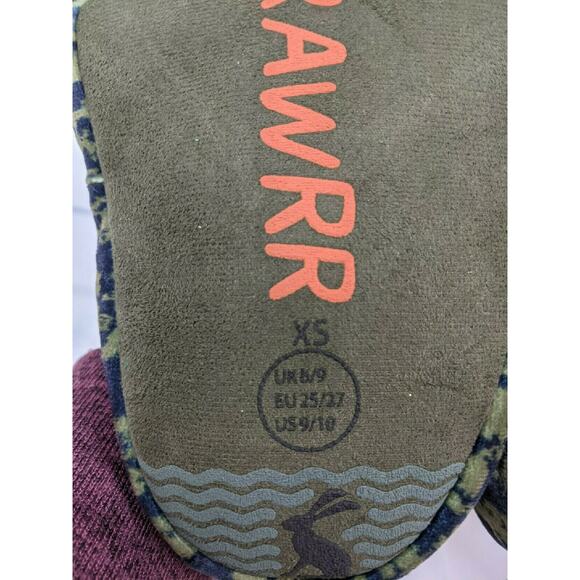 RAWRR
XS
UK 8/9
EU 25/27
US 9/10